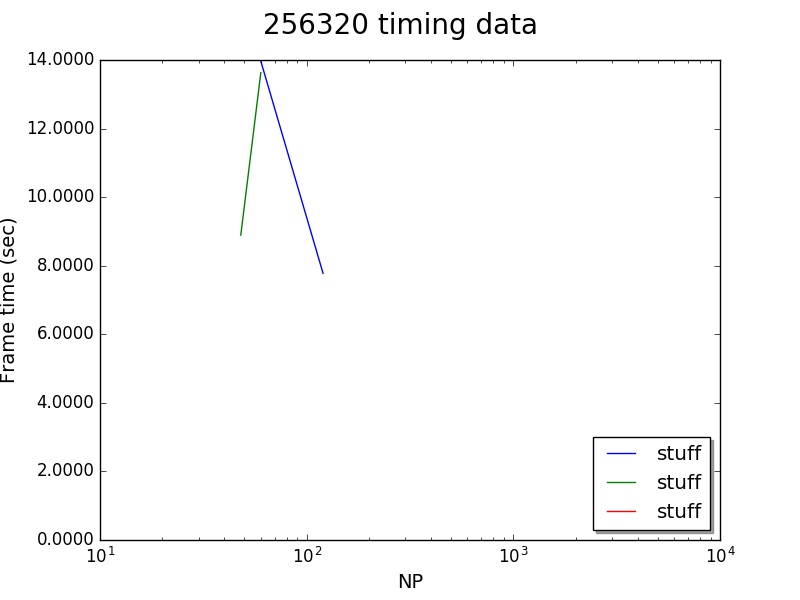 256320 timing data
14.0000
12.0000
10.0000
8.0000
6.0000
4.0000
2.0000
0.0000
Frame time (sec)
stuff
stuff
stuff
10¹ 10² 10³ 10⁴
NP